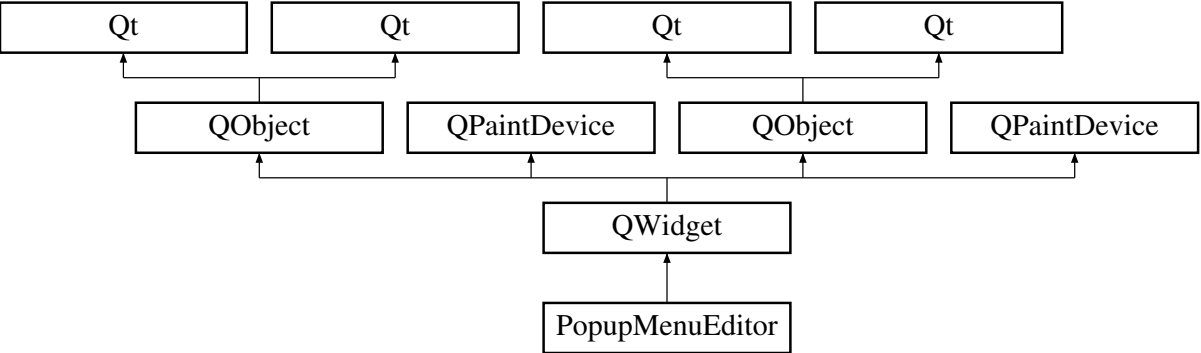 Qt Qt Qt Qt
QObject QPaintDevice QObject QPaintDevice
QWidget
PopupMenuEditor